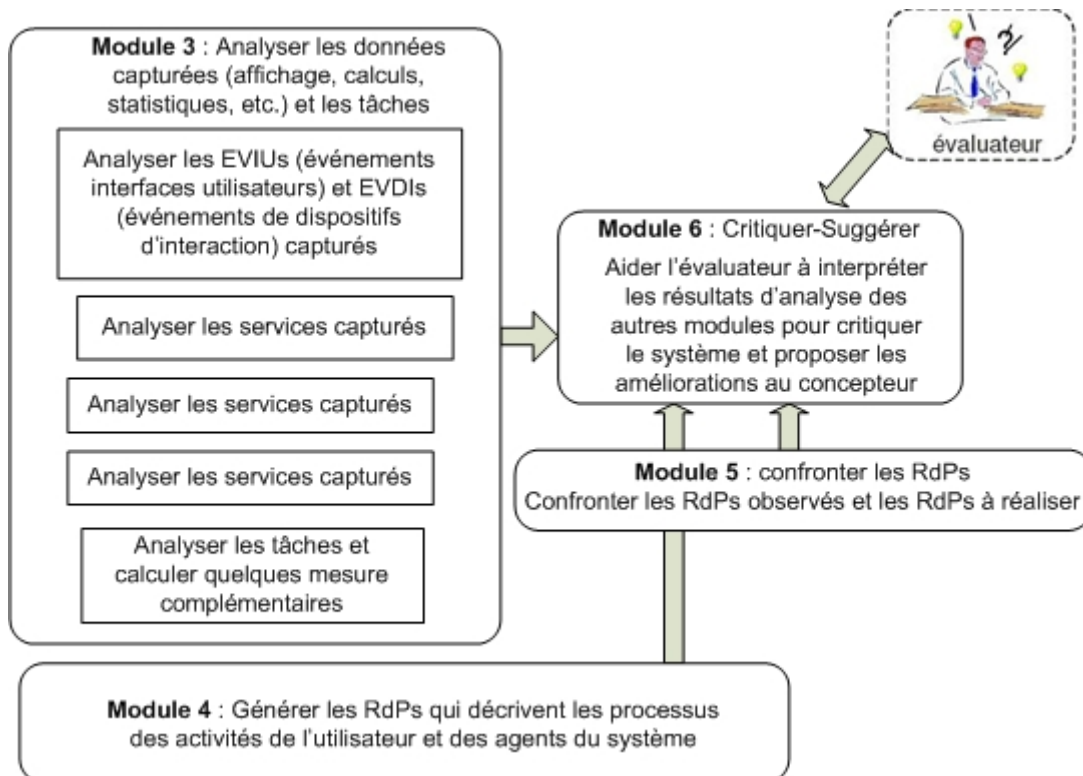 Module 3 : Analyser les données
capturées (affichage, calculs,
statistiques, etc.) et les tâches
Analyser les EVIUs (événements
interfaces utilisateurs) et EVDIs
(événements de dispositifs
d'interaction) capturés
Analyser les services capturés
Analyser les services capturés
Analyser les services capturés
Analyser les tâches et
calculer quelques mesure
complémentaires
évaluateur
Module 6 : Critiquer-Suggérer
Aider l'évaluateur à interpréter
les résultats d'analyse des
autres modules pour critiquer
le système et proposer les
améliorations au concepteur
Module 5 : confronter les RdPs
Confronter les RdPs observés et les RdPs à réaliser
Module 4 : Générer les RdPs qui décrivent les processus
des activités de l'utilisateur et des agents du système